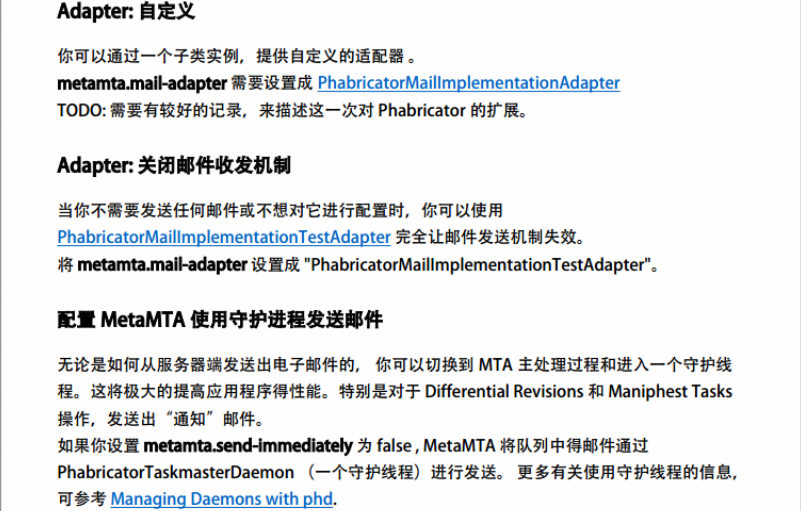 Adapter: 自定义
你可以通过一个子类实例，提供自定义的适配器 。
metamta.mail-adapter 需要设置成 PhabricatorMailImplementationAdapter
TODO: 需要有较好的记录，来描述这一次对 Phabricator 的扩展。
Adapter: 关闭邮件收发机制
当你不需要发送任何邮件或不想对它进行配置时，你可以使用
PhabricatorMailImplementationTestAdapter 完全让邮件发送机制失效。
将 metamta.mail-adapter 设置成 "PhabricatorMailImplementationTestAdapter"。
配置 MetaMTA 使用守护进程发送邮件
无论是如何从服务器端发送出电子邮件的， 你可以切换到 MTA 主处理过程和进入一个守护线
程。这将极大的提高应用程序得性能。特别是对于 Differential Revisions 和 Maniphest Tasks
操作，发送出“通知”邮件。
如果你设置 metamta.send-immediately 为 false , MetaMTA 将队列中得邮件通过
PhabricatorTaskmasterDaemon （一个守护线程）进行发送。 更多有关使用守护线程的信息,
可参考 Managing Daemons with phd.